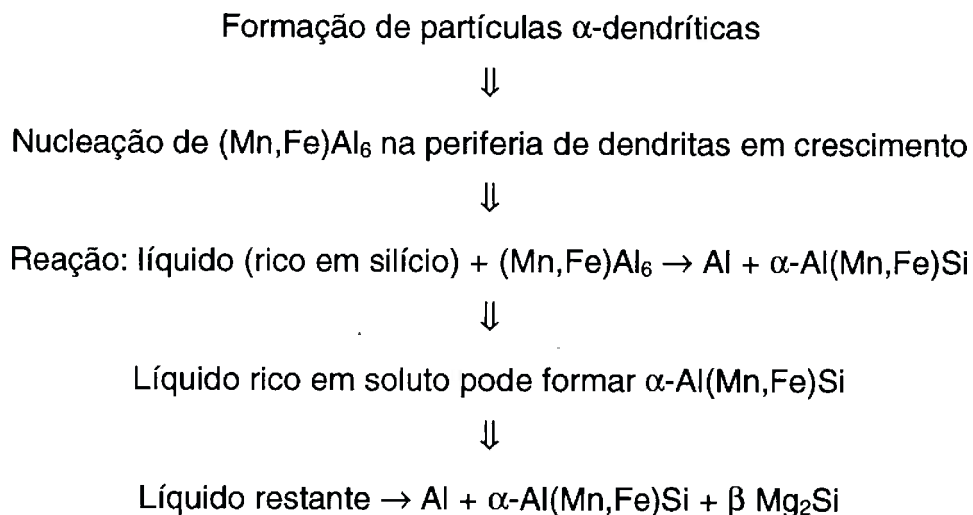 Formação de partículas α-dendríticas
⇓
Nucleação de (Mn,Fe)Al₆ na periferia de dendritas em crescimento
⇓
Reação: líquido (rico em silício) + (Mn,Fe)Al₆ → Al + α-Al(Mn,Fe)Si
⇓
Líquido rico em soluto pode formar α-Al(Mn,Fe)Si
⇓
Líquido restante → Al + α-Al(Mn,Fe)Si + β Mg₂Si